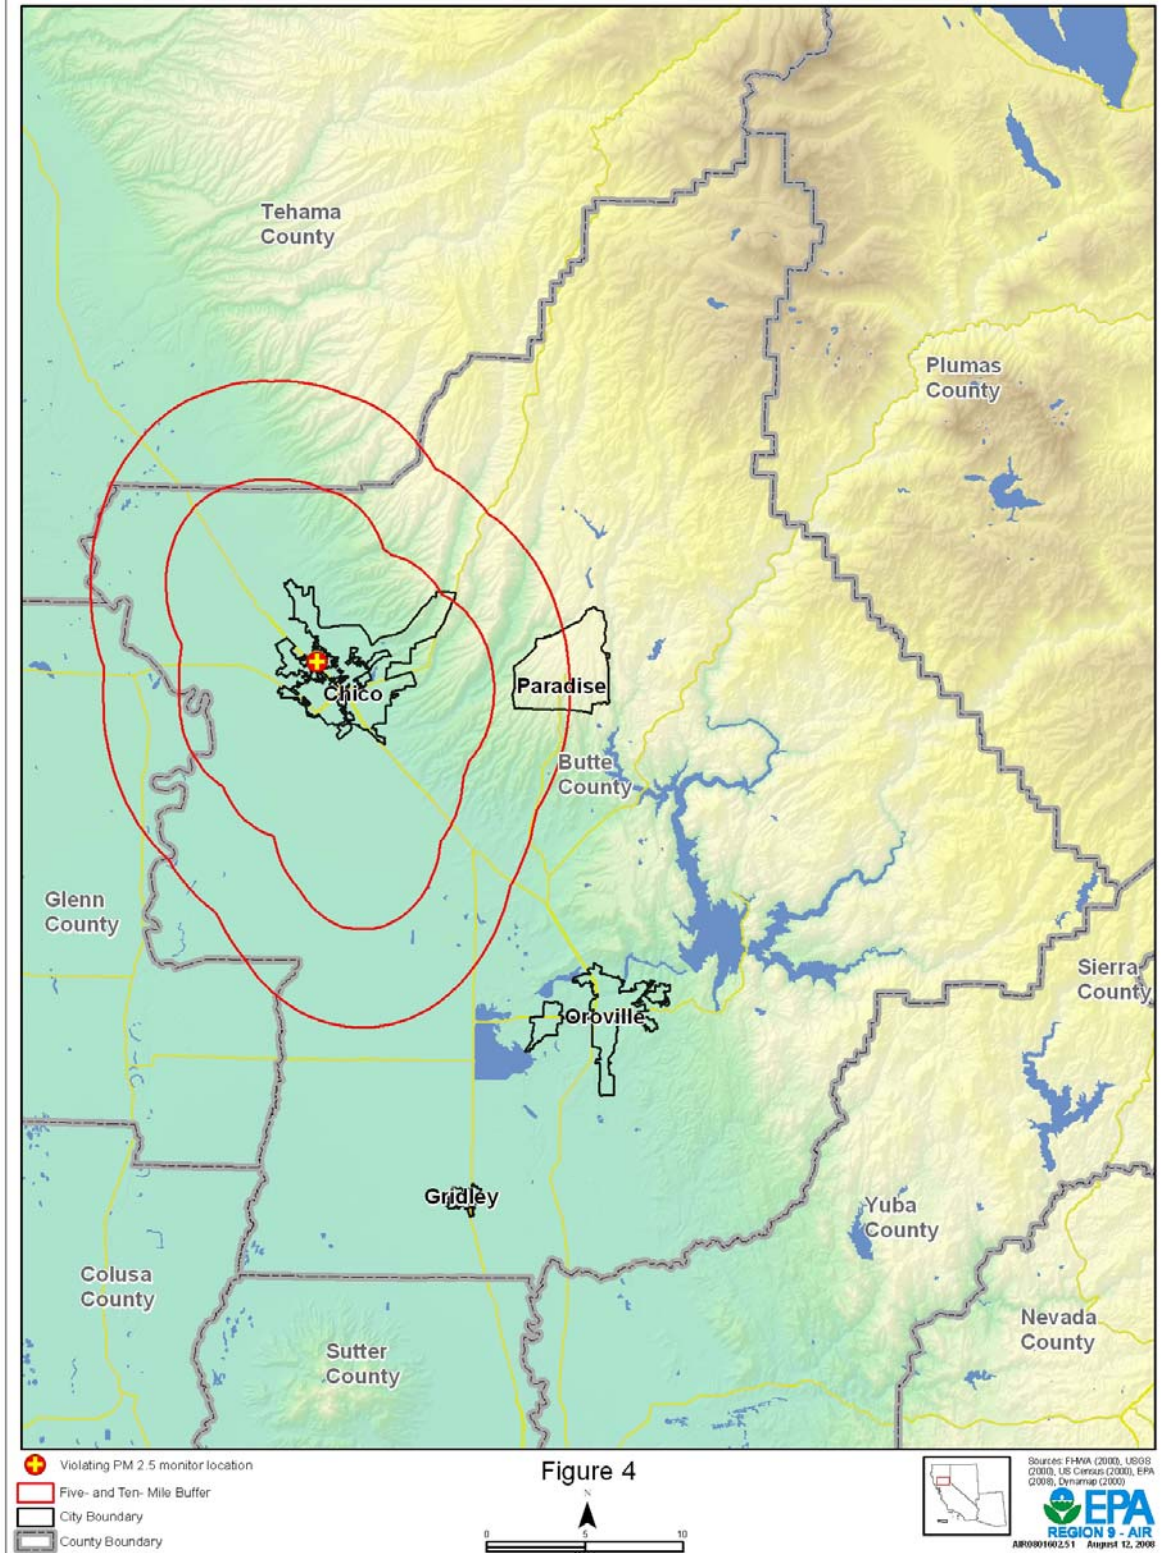 Tehama
County
Plumas
County
Chico
Paradise
Butte
County
Glenn
County
Sierra
County
Oroville
Gridley
Yuba
County
Colusa
County
Nevada
County
Sutter
County
Violating PM 2.5 monitor location
Five- and Ten- Mile Buffer
City Boundary
County Boundary
Figure 4
N
0 5 10
Sources: FHWA (2000), USGS
(2000), US Census (2000), EPA
(2008), Dynamap (2000)
EPA
REGION 9 - AIR
AIR0801602.51 August 12, 2008